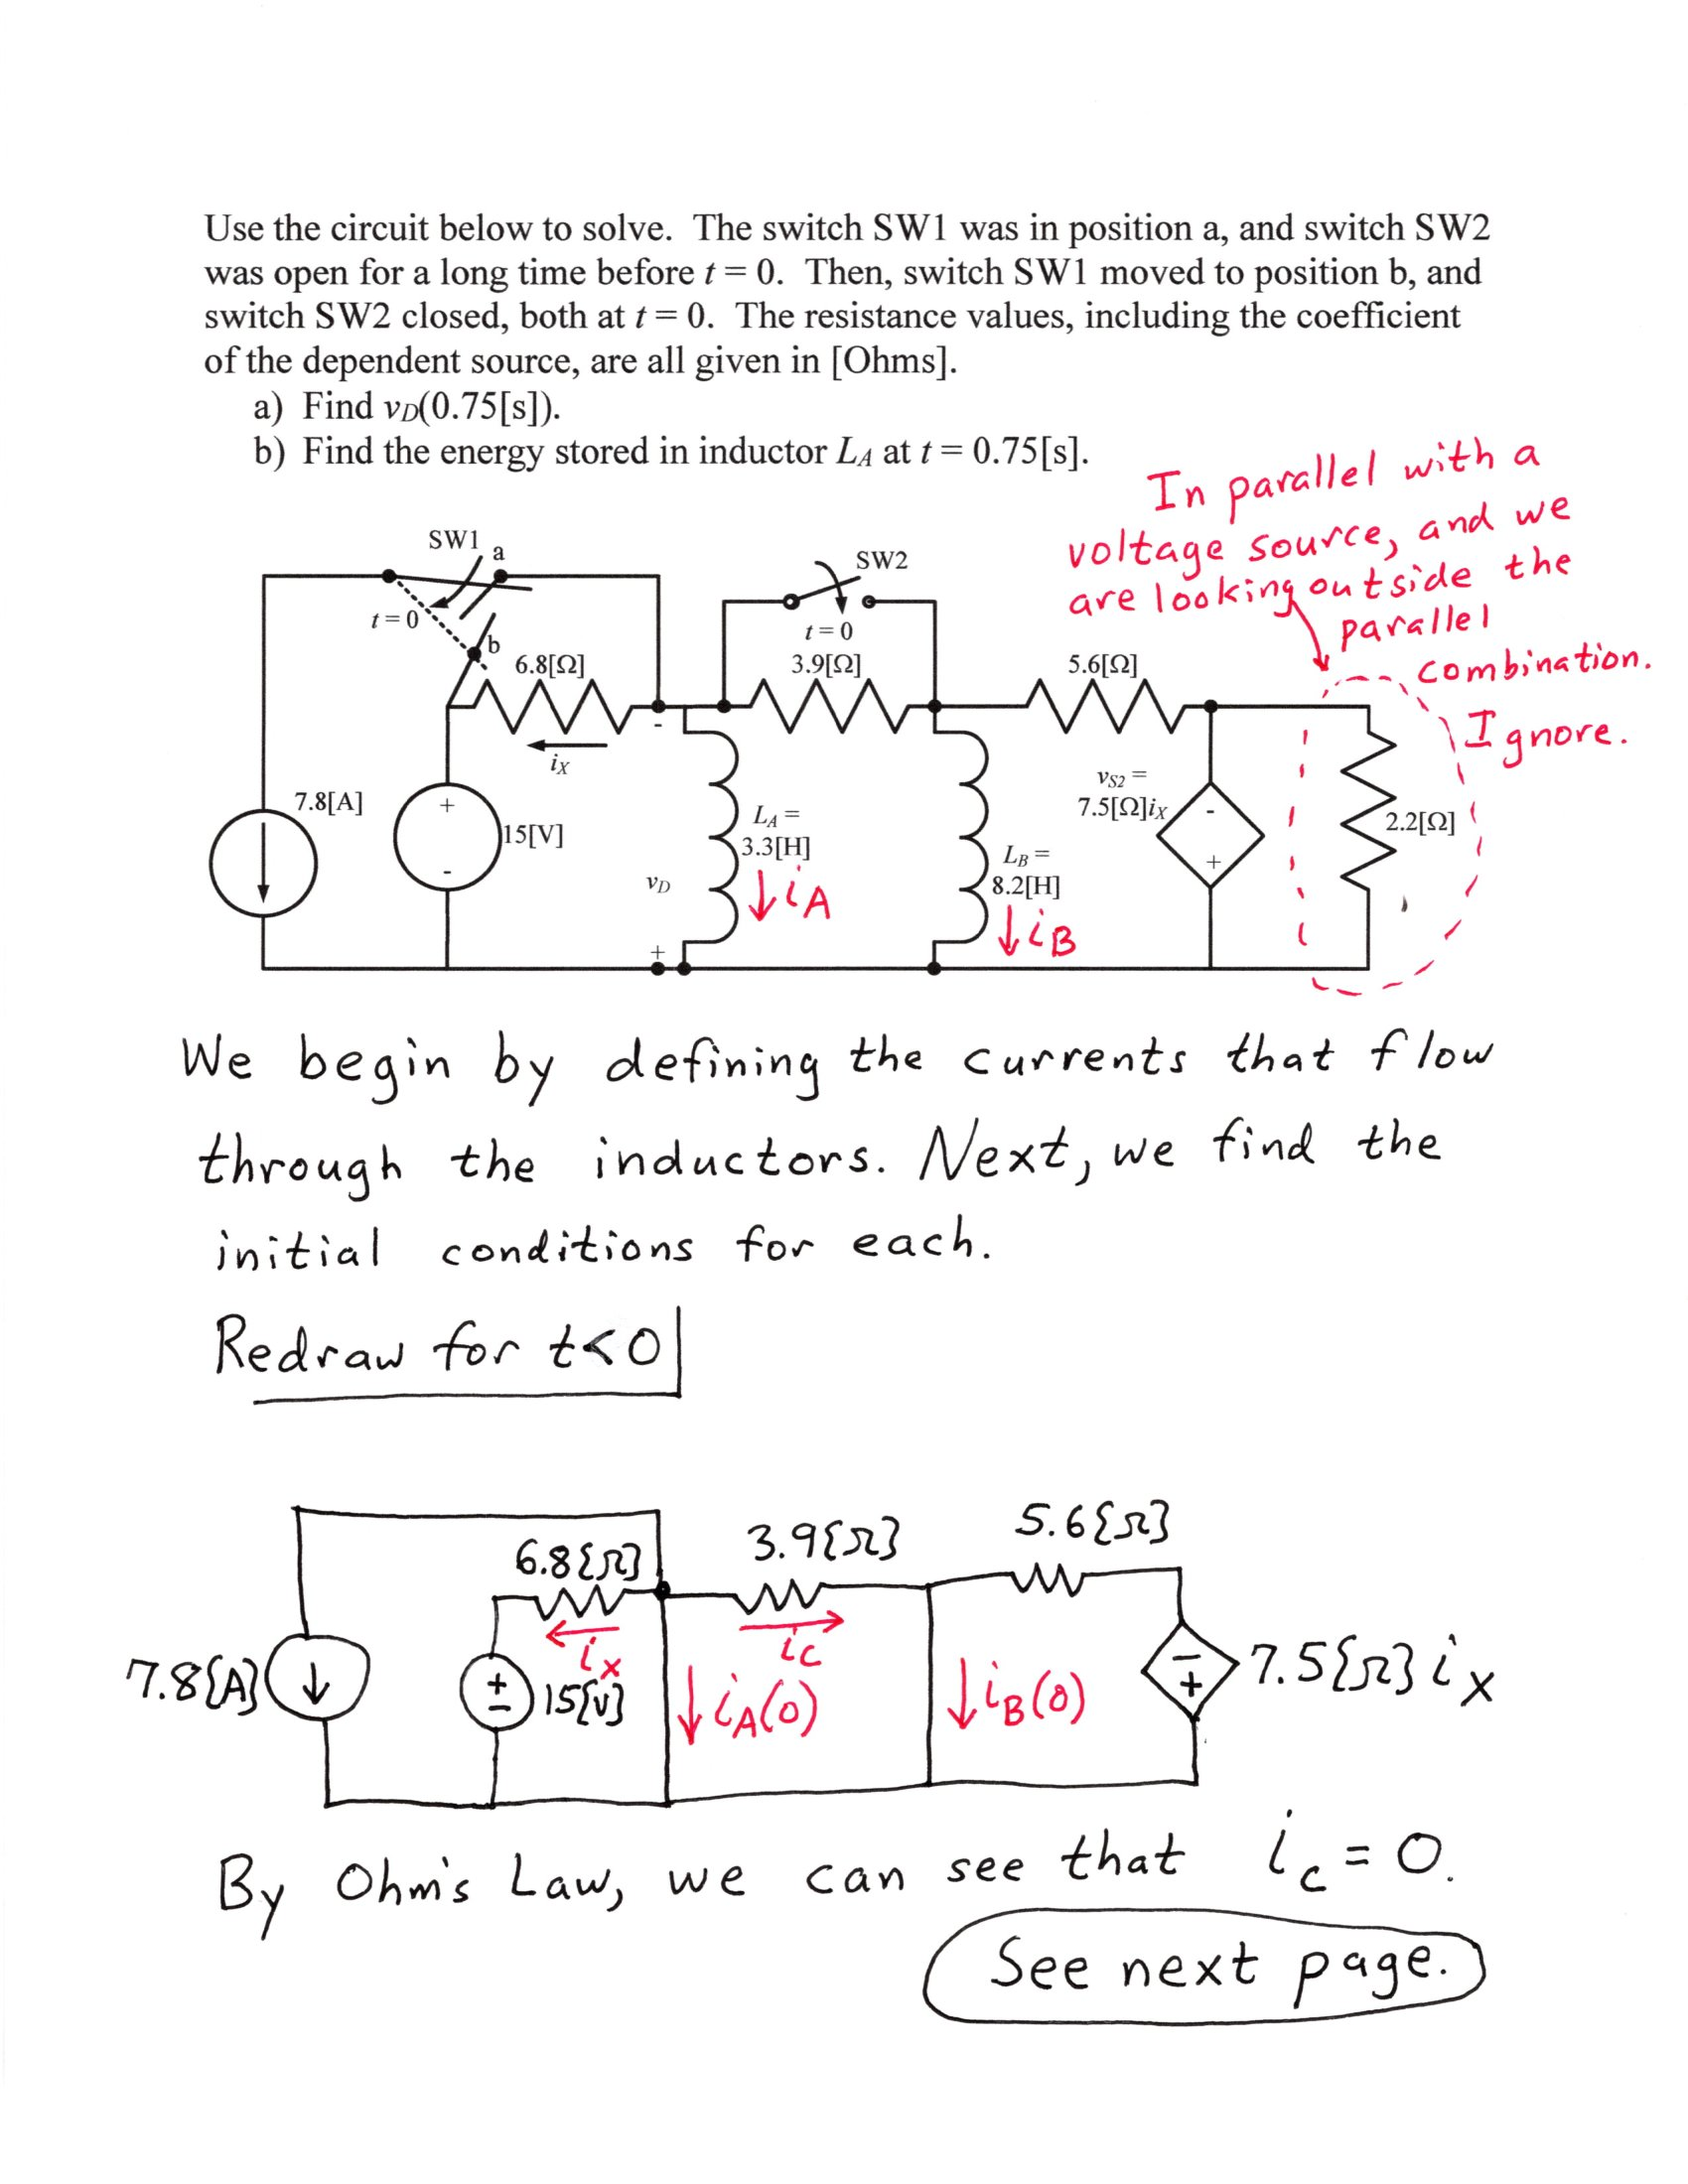 Use the circuit below to solve. The switch SW1 was in position a, and switch SW2
was open for a long time before t = 0. Then, switch SW1 moved to position b, and
switch SW2 closed, both at t = 0. The resistance values, including the coefficient
of the dependent source, are all given in [Ohms].
a) Find vD(0.75[s]).
b) Find the energy stored in inductor LA at t = 0.75[s].
In parallel with a
voltage source, and we
are looking outside the
parallel
combination.
Ignore.
SW1
a
t = 0
b
6.8[Ω]
iX
SW2
t = 0
3.9[Ω]
5.6[Ω]
7.8[A]
+
15[V]
-
-
vD
+
LA =
3.3[H]
iA
LB =
8.2[H]
iB
vS2 =
7.5[Ω]iX
-
+
2.2[Ω]
We begin by defining the currents that flow
through the inductors. Next, we find the
initial conditions for each.
Redraw for t<0
6.8[Ω]
3.9[Ω]
5.6[Ω]
iX
iC
7.8[A]
+
-
15[V]
iA(0)
iB(0)
-
+
7.5[Ω] iX
By Ohm's Law, we can see that iC = 0.
See next page.